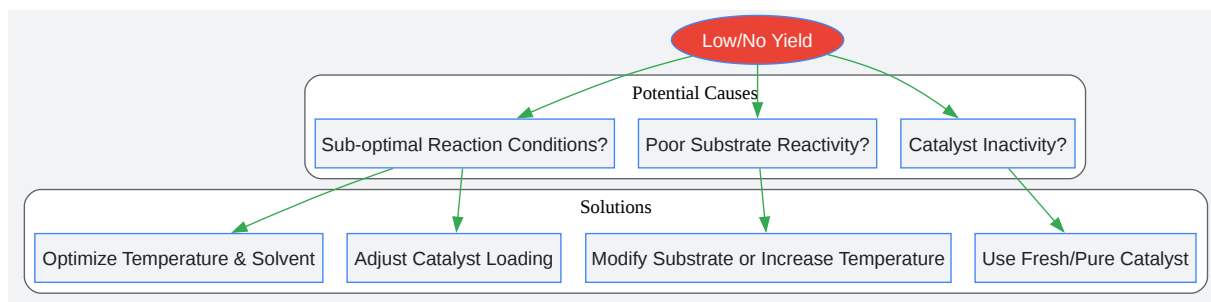 Low/No Yield
Potential Causes
Sub-optimal Reaction Conditions?
Poor Substrate Reactivity?
Catalyst Inactivity?
Solutions
Optimize Temperature & Solvent
Adjust Catalyst Loading
Modify Substrate or Increase Temperature
Use Fresh/Pure Catalyst